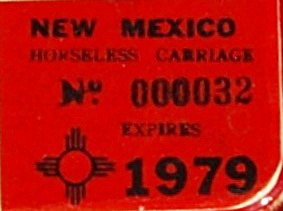 NEW MEXICO
HORSELESS CARRIAGE
Nº 000032
EXPIRES
1979